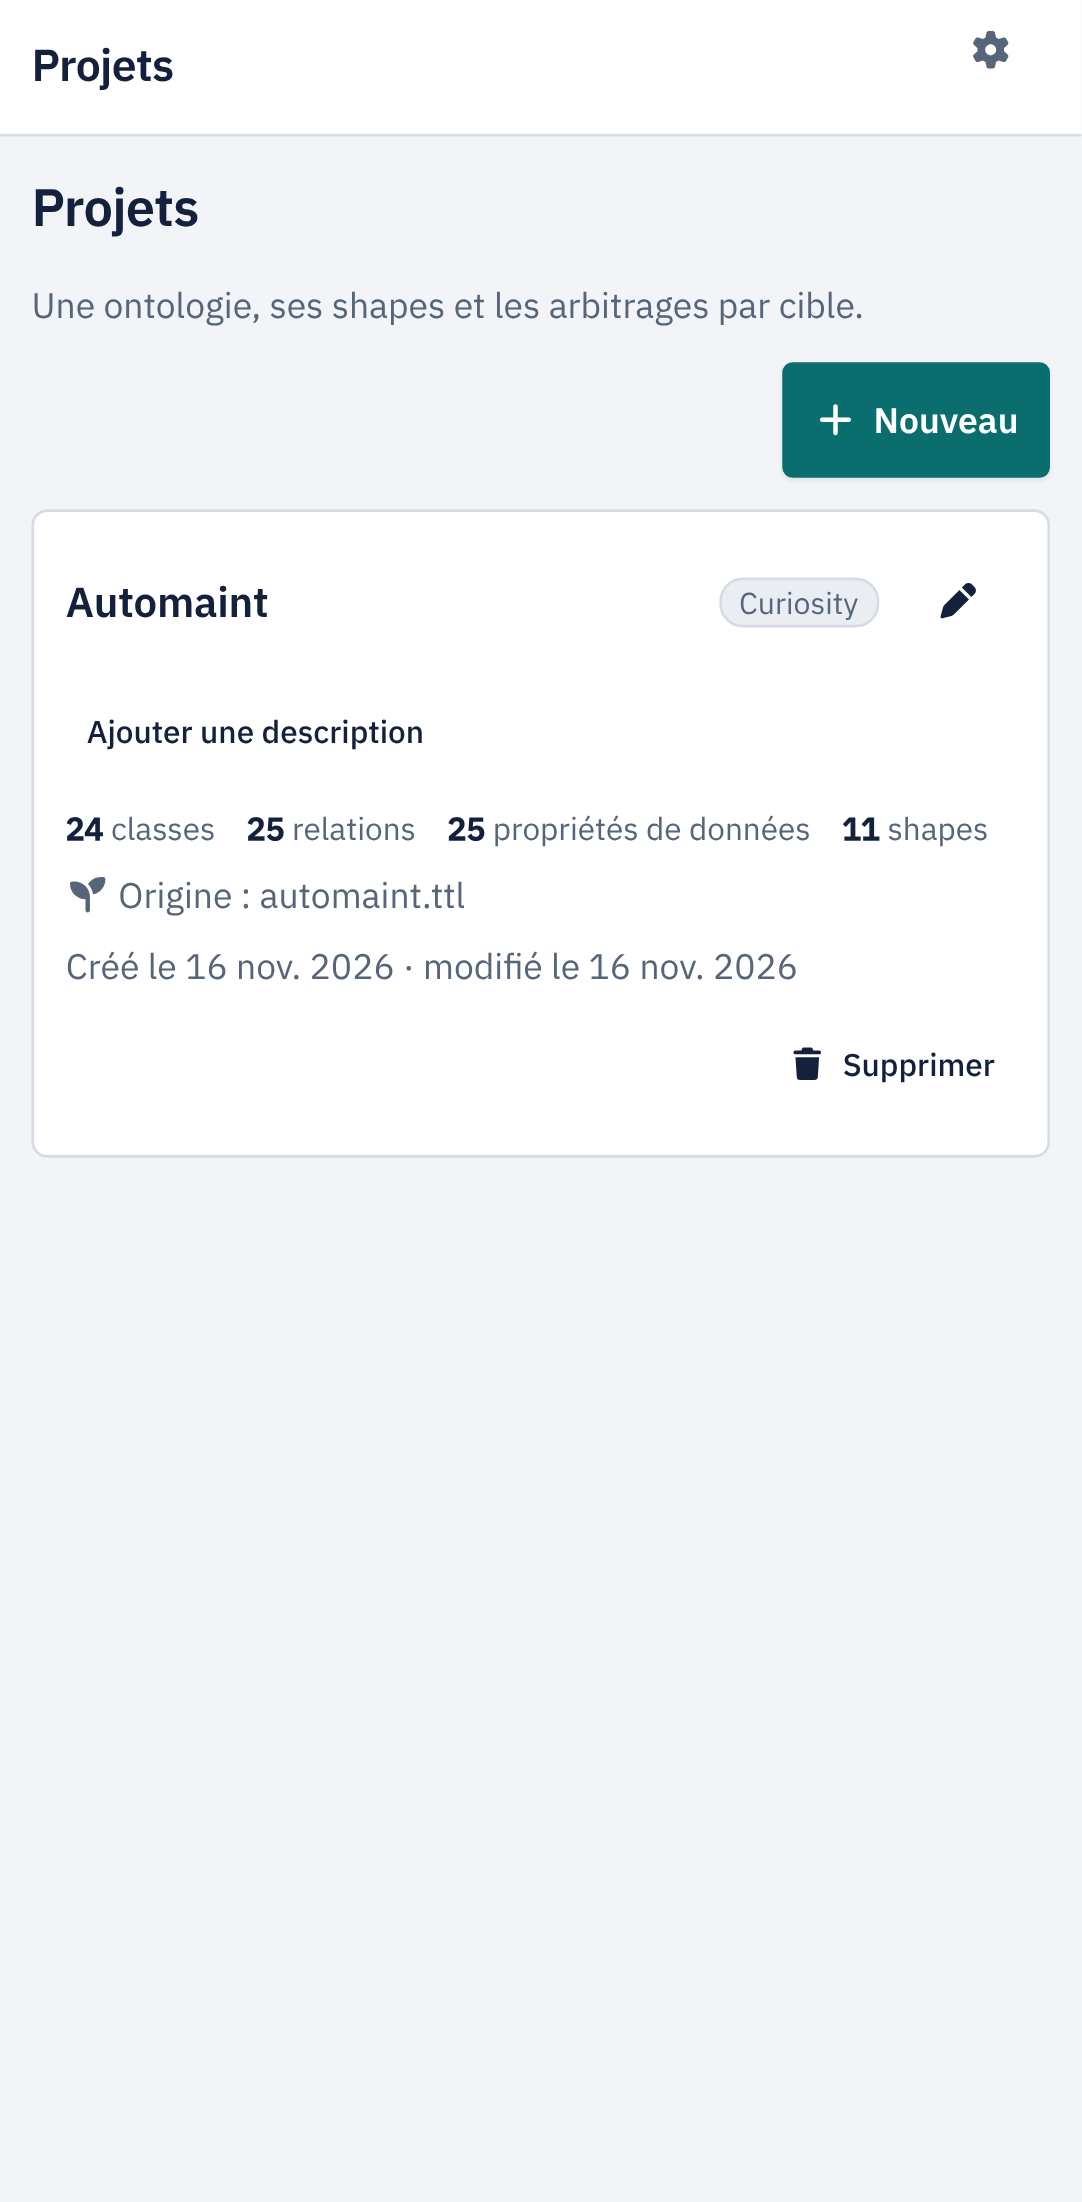 Projets
Projets
Une ontologie, ses shapes et les arbitrages par cible.
Nouveau
Automaint
Curiosity
Ajouter une description
24 classes 25 relations 25 propriétés de données 11 shapes
Origine : automaint.ttl
Créé le 16 nov. 2026 · modifié le 16 nov. 2026
Supprimer